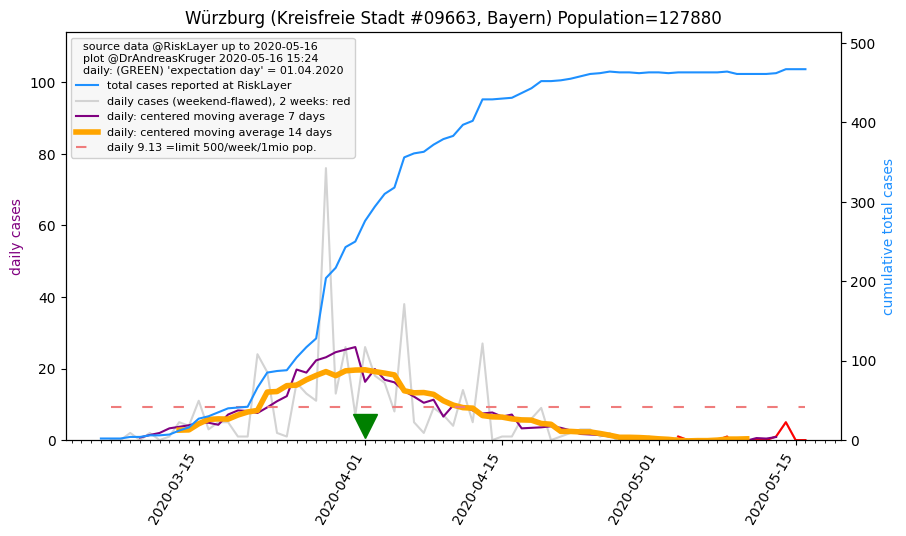 Würzburg (Kreisfreie Stadt #09663, Bayern) Population=127880
source data @RiskLayer up to 2020-05-16
plot @DrAndreasKruger 2020-05-16 15:24
daily: (GREEN) 'expectation day' = 01.04.2020
total cases reported at RiskLayer
daily cases (weekend-flawed), 2 weeks: red
daily: centered moving average 7 days
daily: centered moving average 14 days
daily 9.13 =limit 500/week/1mio pop.
daily cases
100
80
60
40
20
0
cumulative total cases
500
400
300
200
100
0
2020-03-15
2020-04-01
2020-04-15
2020-05-01
2020-05-15